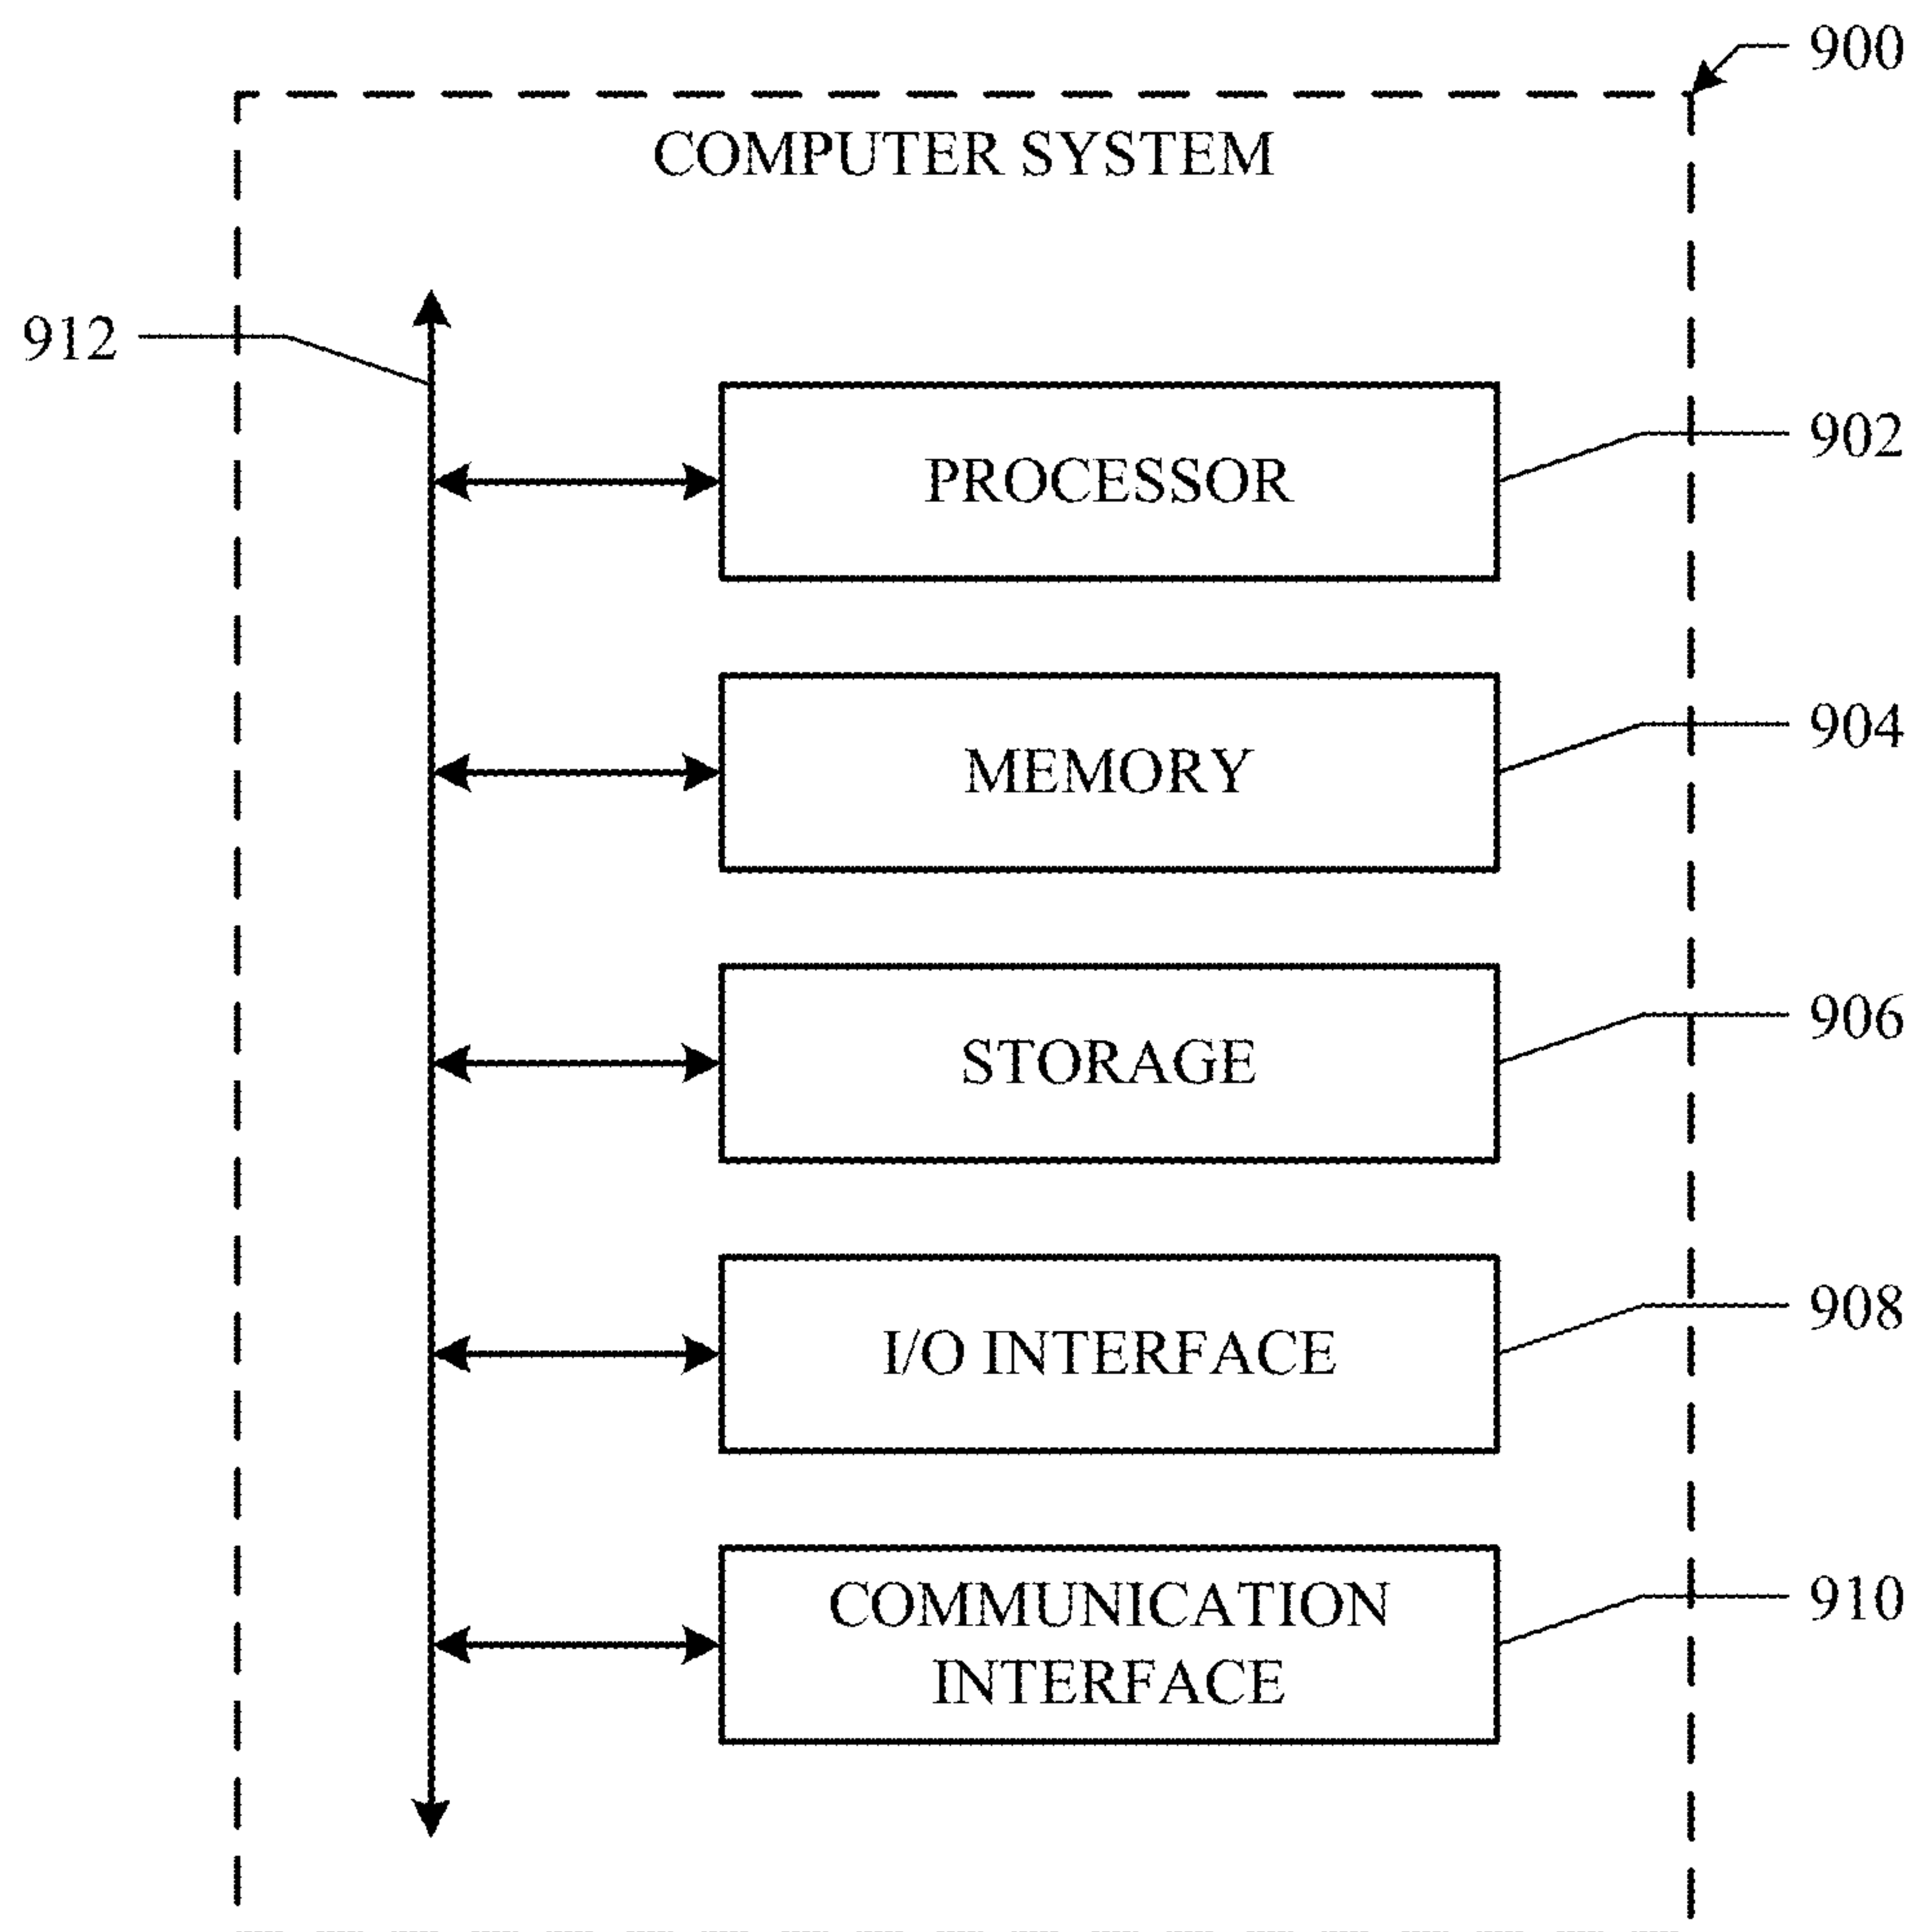 900
COMPUTER SYSTEM
912
902
PROCESSOR
904
MEMORY
906
STORAGE
908
I/O INTERFACE
910
COMMUNICATION
INTERFACE